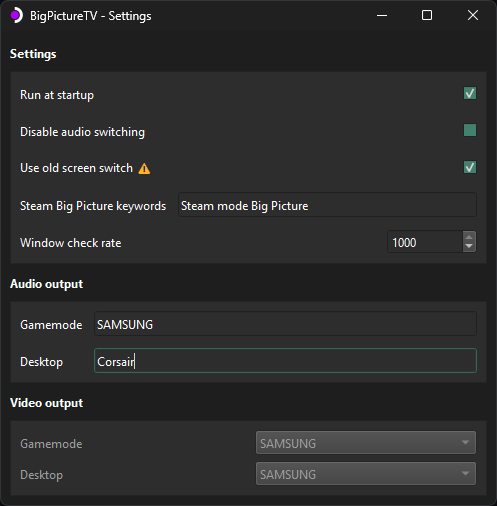 BigPictureTV - Settings
Settings
Run at startup
Disable audio switching
Use old screen switch
Steam Big Picture keywords Steam mode Big Picture
Window check rate 1000
Audio output
Gamemode SAMSUNG
Desktop Corsair
Video output
Gamemode SAMSUNG
Desktop SAMSUNG